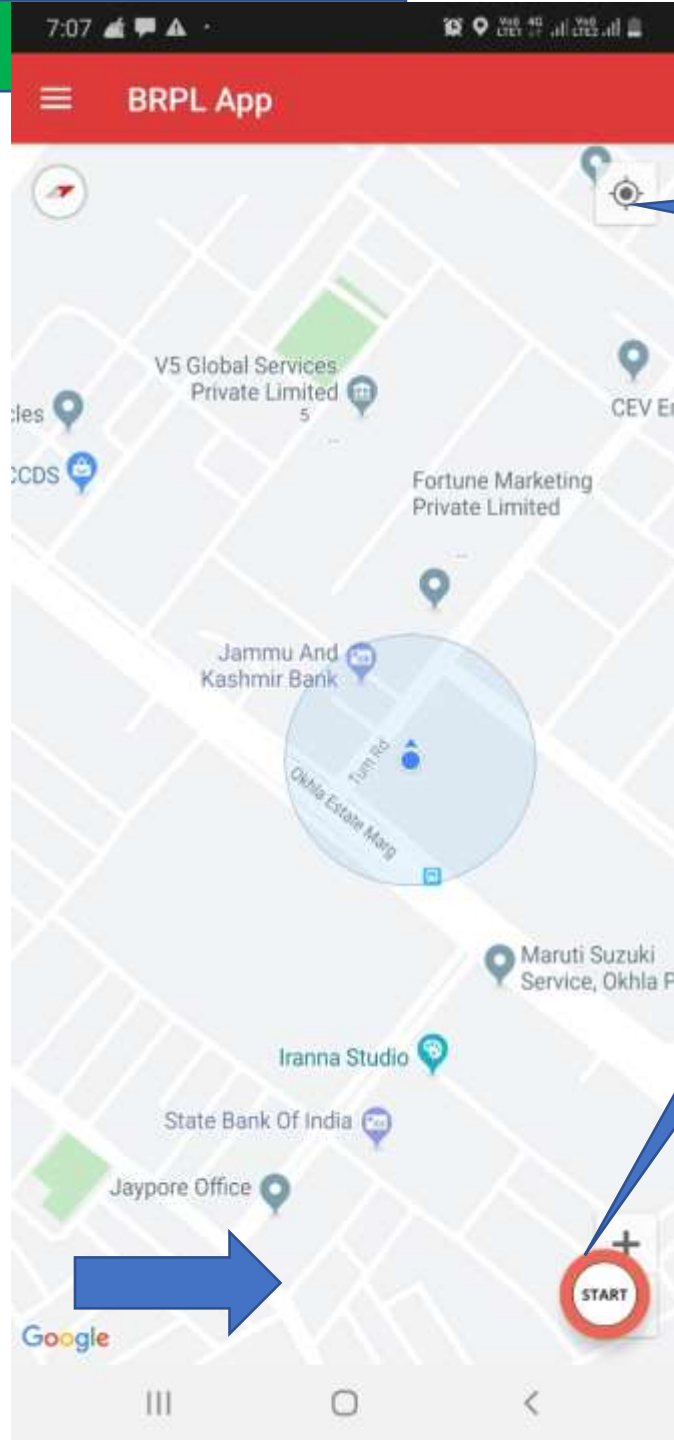 7:07
BRPL App
V5 Global Services
Private Limited
5
cles
CCDS
CEV En
Fortune Marketing
Private Limited
Jammu And
Kashmir Bank
Tum Rd
Okhla Estate Marg
Maruti Suzuki
Service, Okhla P
Iranna Studio
State Bank Of India
Jaypore Office
START
Google